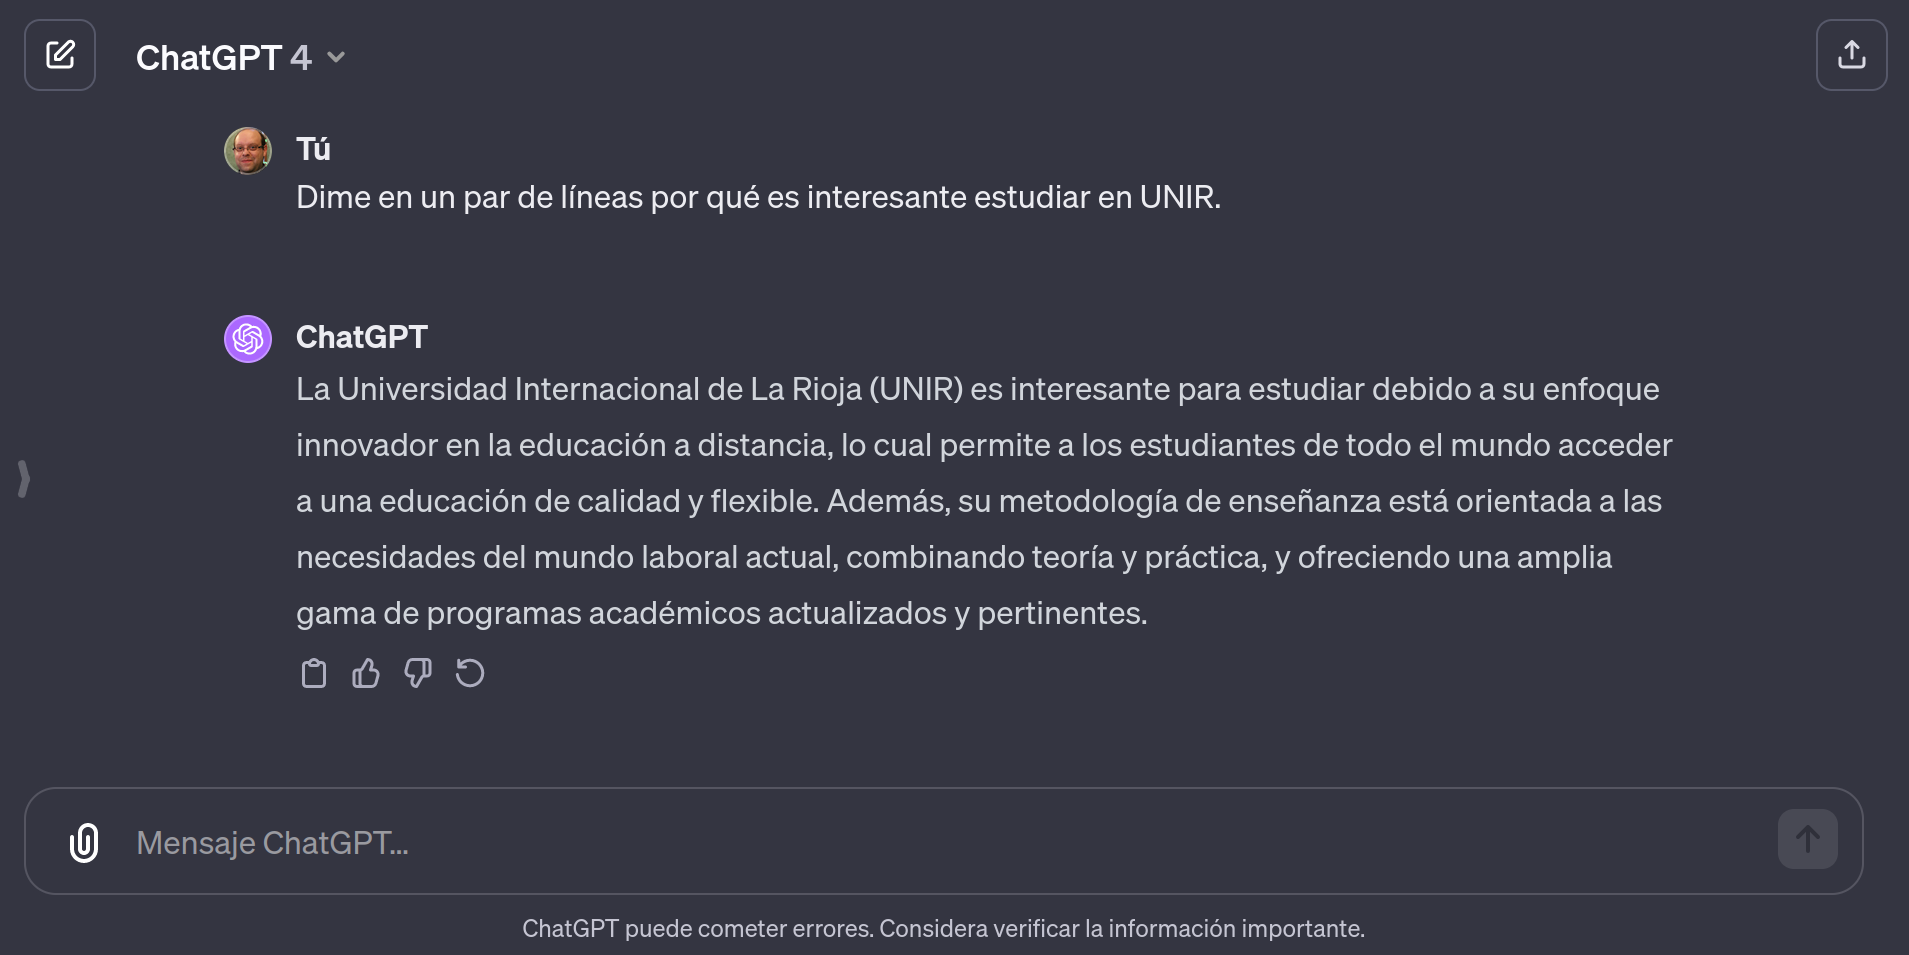 ChatGPT 4
Tú
Dime en un par de líneas por qué es interesante estudiar en UNIR.
ChatGPT
La Universidad Internacional de La Rioja (UNIR) es interesante para estudiar debido a su enfoque
innovador en la educación a distancia, lo cual permite a los estudiantes de todo el mundo acceder
a una educación de calidad y flexible. Además, su metodología de enseñanza está orientada a las
necesidades del mundo laboral actual, combinando teoría y práctica, y ofreciendo una amplia
gama de programas académicos actualizados y pertinentes.
Mensaje ChatGPT...
ChatGPT puede cometer errores. Considera verificar la información importante.